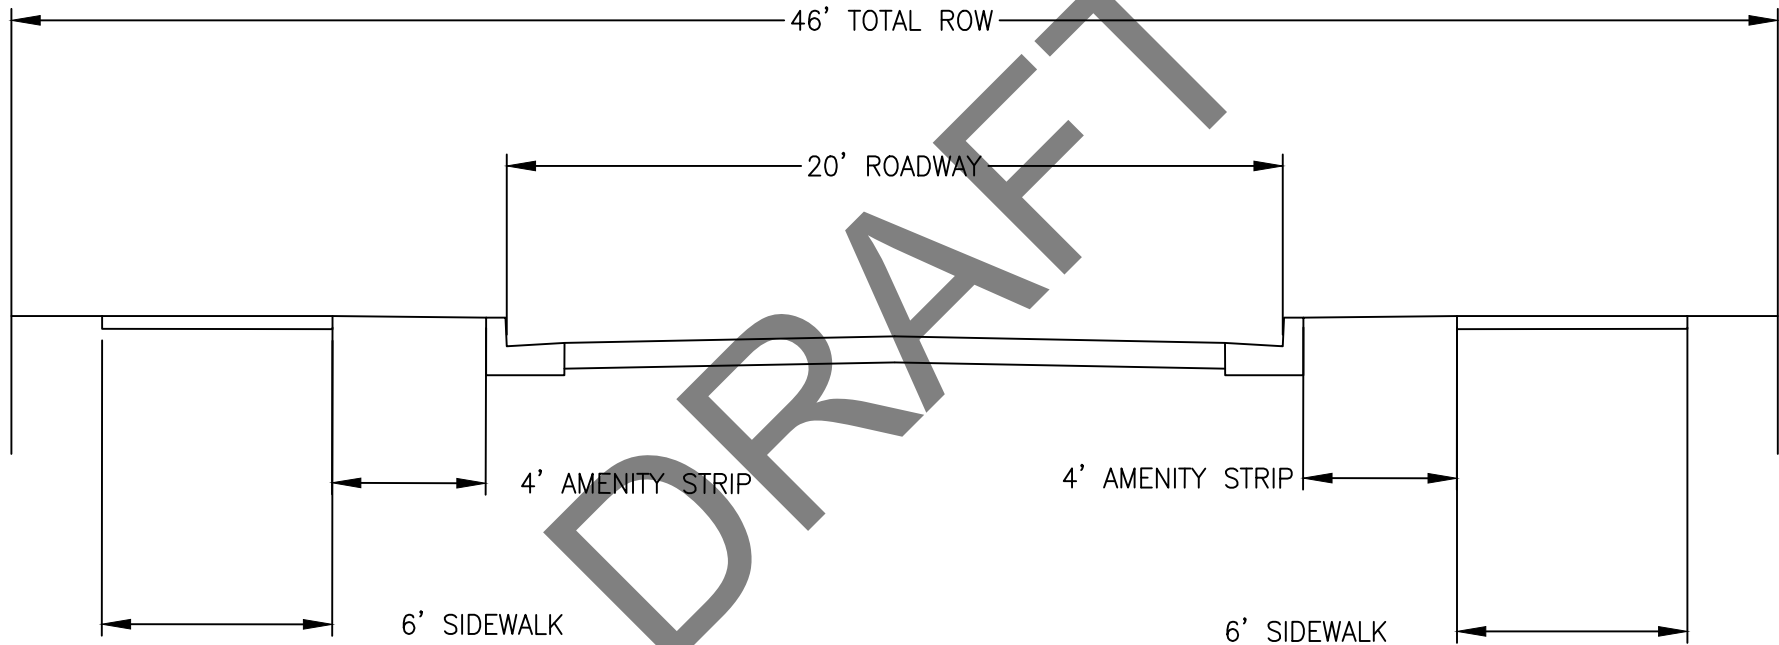 46' TOTAL ROW
20' ROADWAY
4' AMENITY STRIP
4' AMENITY STRIP
6' SIDEWALK
6' SIDEWALK
DRAFT